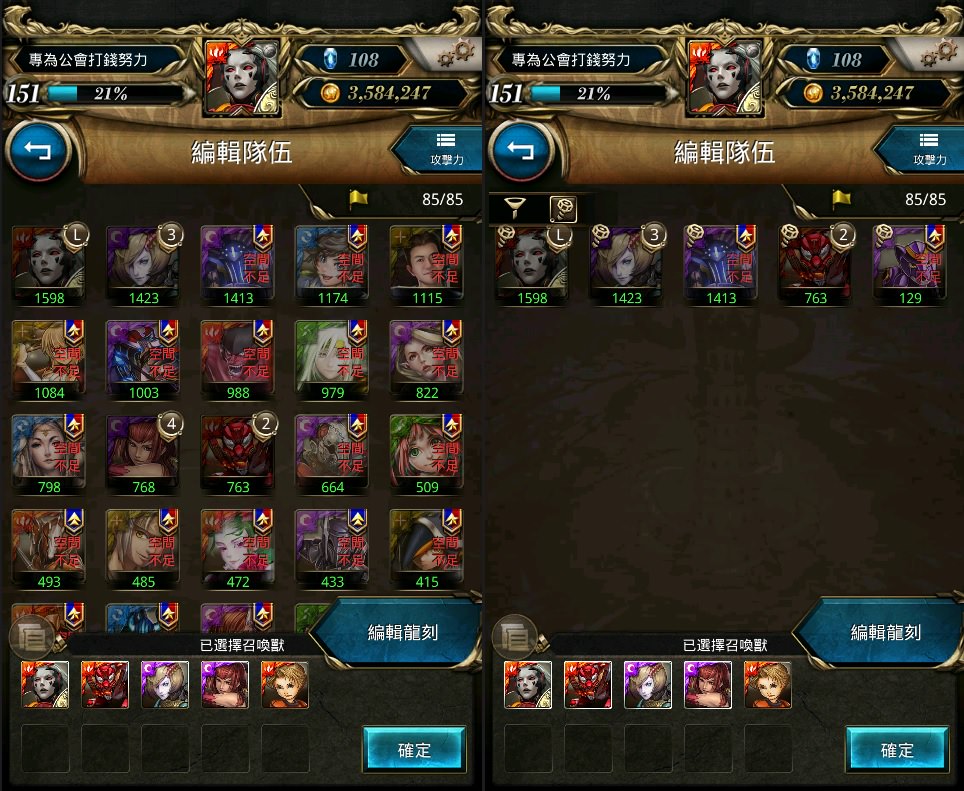 專為公會打錢努力
108
151
21%
3,584,247
編輯隊伍
攻擊力
85/85
L
3
空間不足
空間不足
空間不足
1598
1423
1413
1174
1115
空間不足
空間不足
空間不足
空間不足
空間不足
1084
1003
988
979
822
空間不足
4
2
空間不足
空間不足
798
768
763
664
509
空間不足
空間不足
空間不足
空間不足
空間不足
493
485
472
433
415
編輯龍刻
已選擇召喚獸
確定
專為公會打錢努力
108
151
21%
3,584,247
編輯隊伍
攻擊力
85/85
L
3
空間不足
2
空間不足
1598
1423
1413
763
129
編輯龍刻
已選擇召喚獸
確定